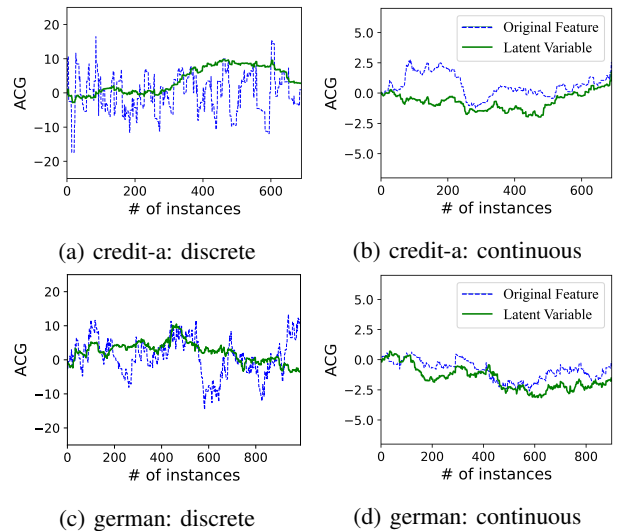 20
10
0
−10
−20
ACG
0
200
400
600
# of instances
(a) credit-a: discrete
5.0
2.5
0.0
−2.5
−5.0
ACG
Original Feature
Latent Variable
0
200
400
600
# of instances
(b) credit-a: continuous
20
10
0
−10
−20
ACG
0
200
400
600
800
# of instances
(c) german: discrete
5.0
2.5
0.0
−2.5
−5.0
ACG
Original Feature
Latent Variable
0
200
400
600
800
# of instances
(d) german: continuous